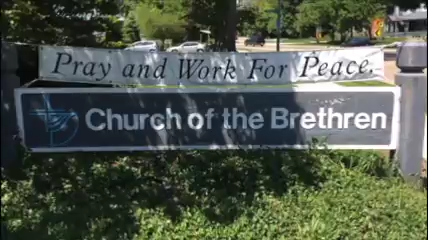 Pray and Work For Peace.
Church of the Brethren